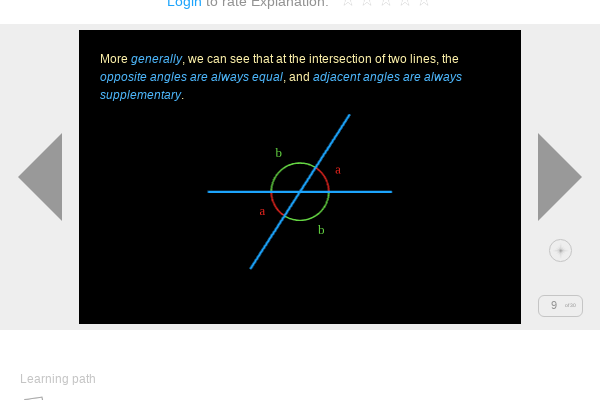 Login to rate Explanation:
More generally, we can see that at the intersection of two lines, the
opposite angles are always equal, and adjacent angles are always
supplementary.
b
a
a
b
9
Learning path